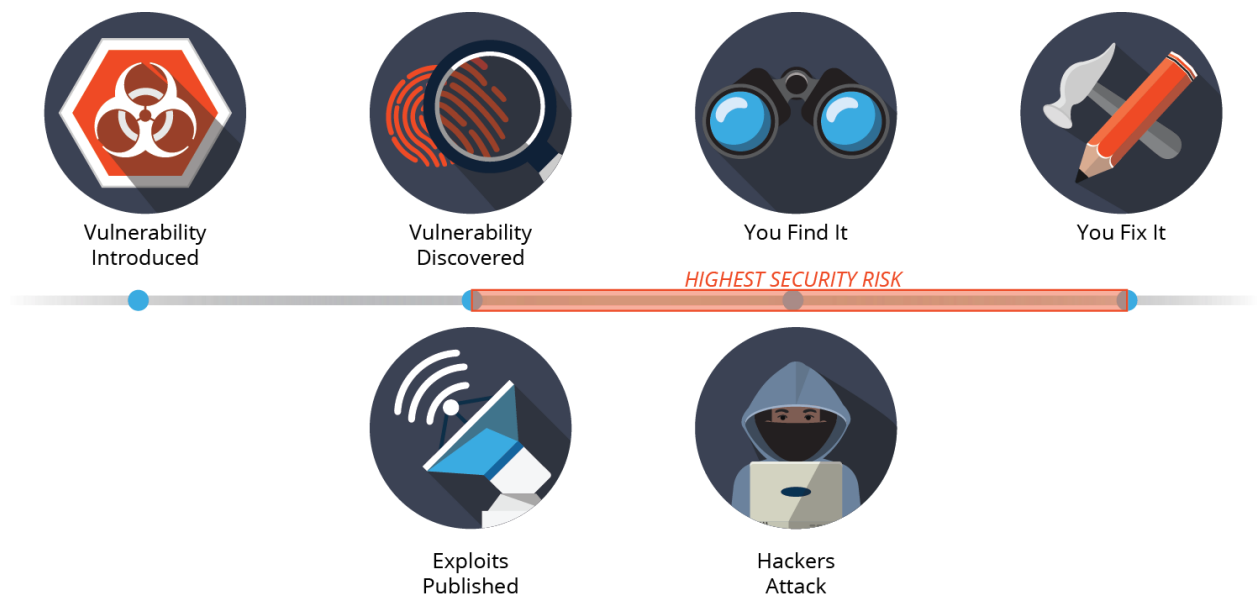 Vulnerability
Introduced
Vulnerability
Discovered
You Find It
You Fix It
HIGHEST SECURITY RISK
Exploits
Published
Hackers
Attack